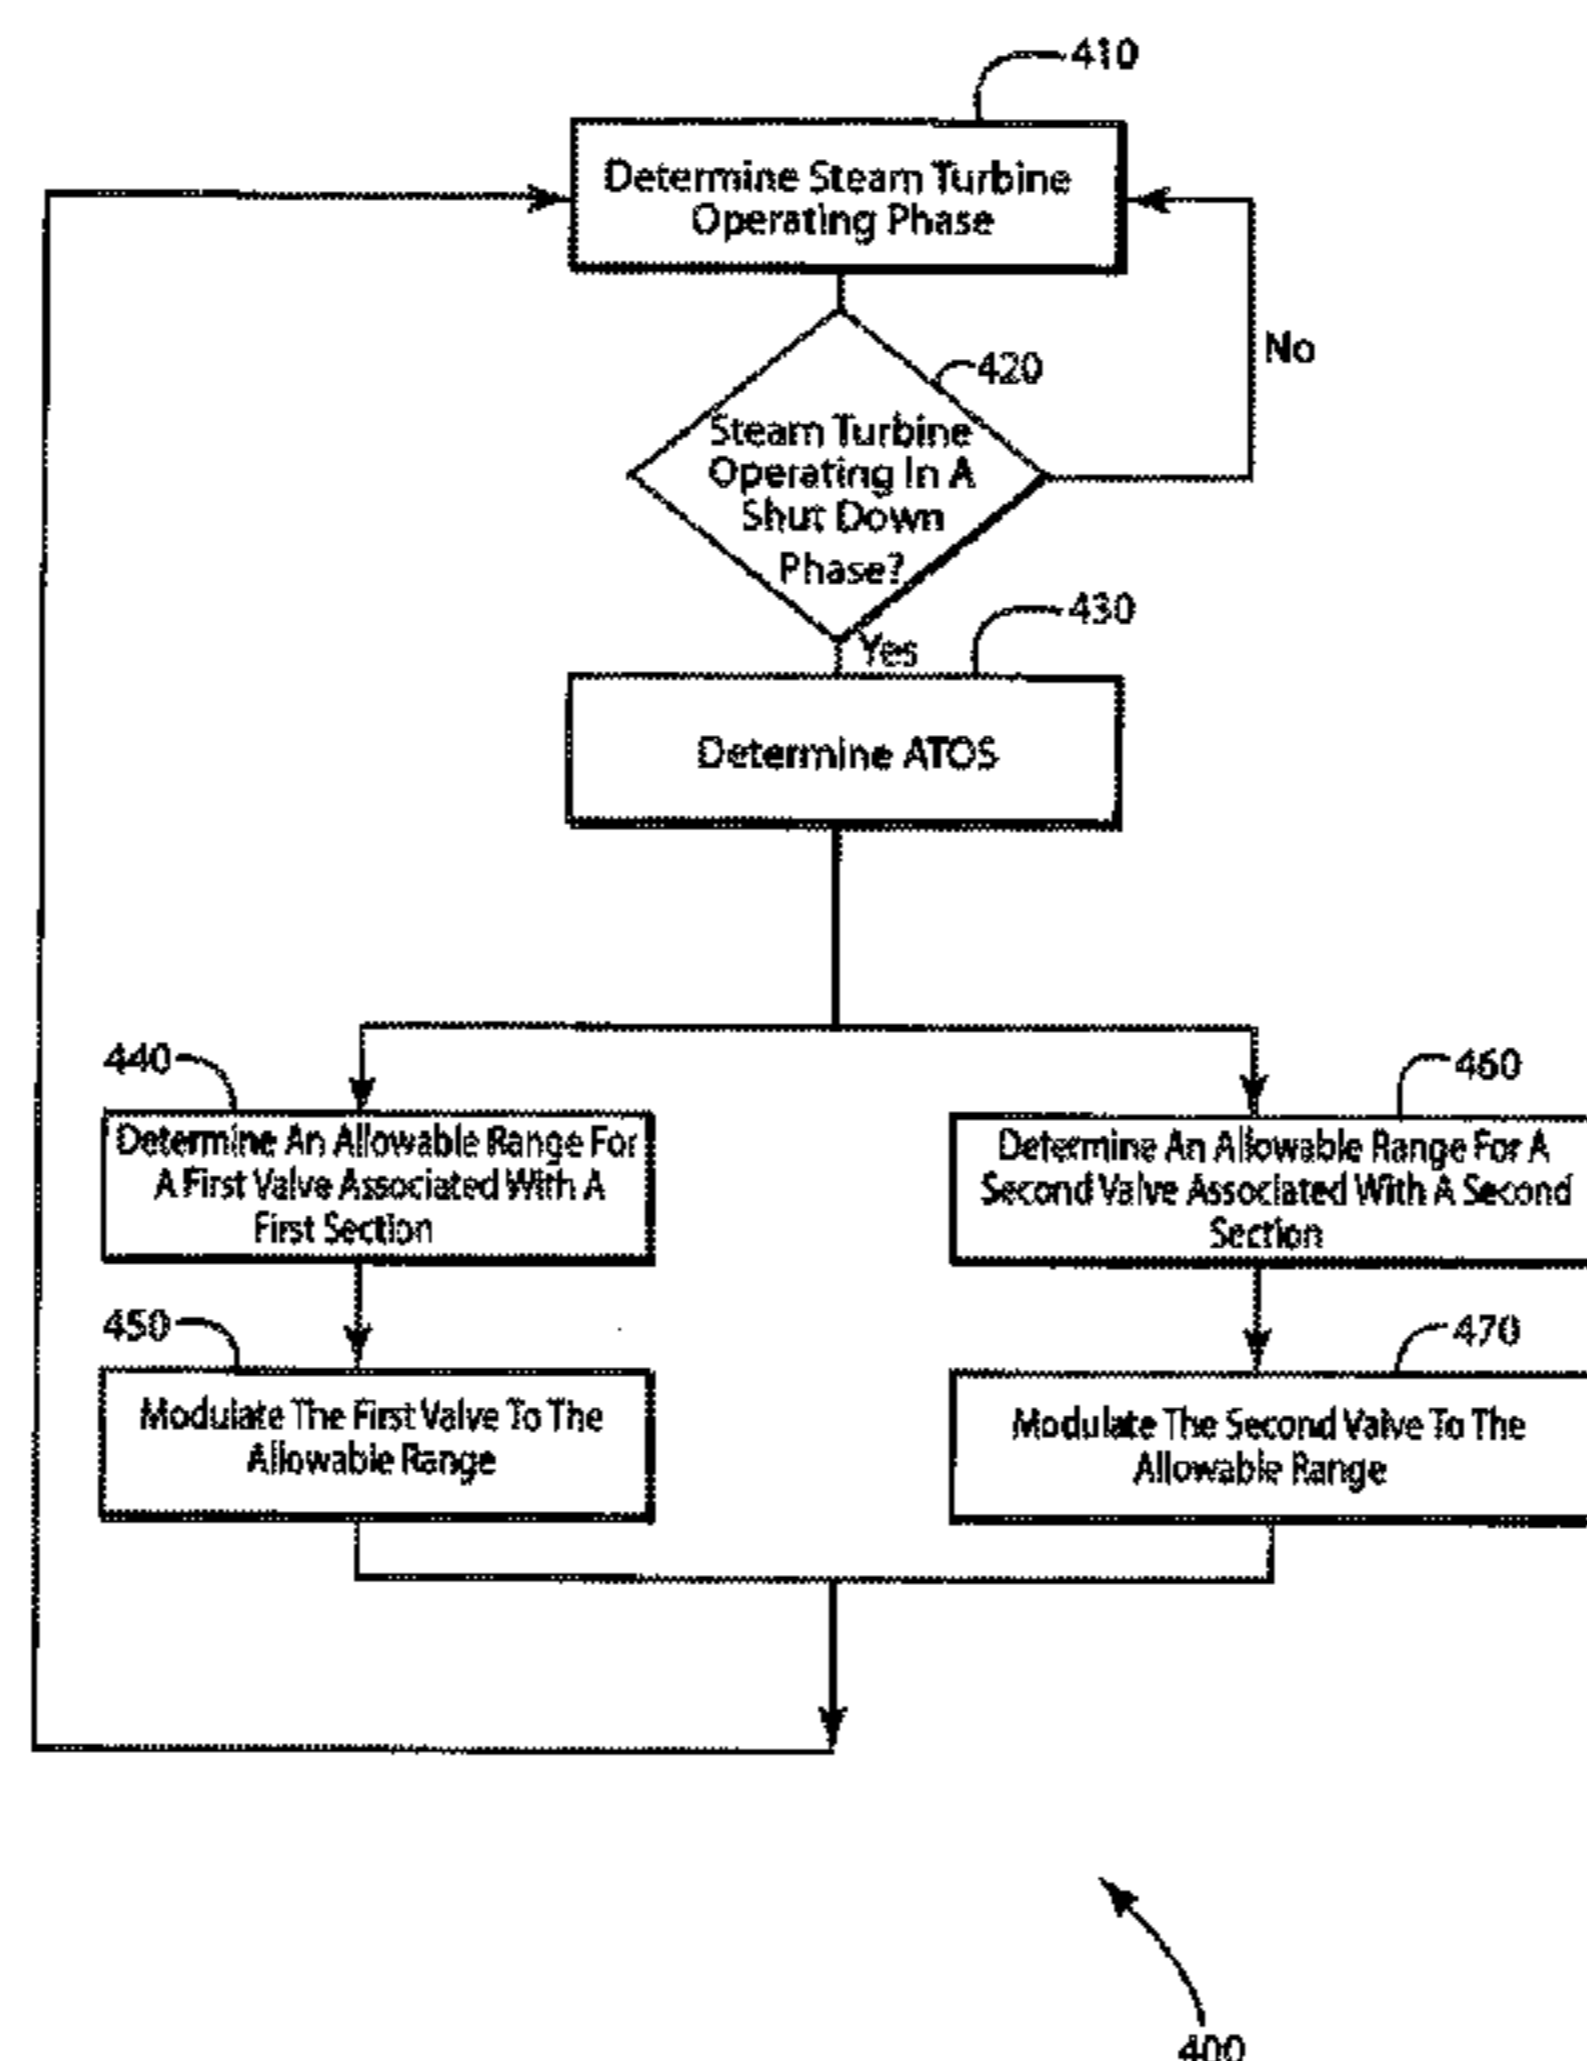 410
Determine Steam Turbine
Operating Phase
No
420
Steam Turbine
Operating In A
Shut Down
Phase?
430
Yes
Determine ATOS
440
460
Determine An Allowable Range For
A First Valve Associated With A
First Section
Determine An Allowable Range For A
Second Valve Associated With A Second
Section
450
470
Modulate The First Valve To The
Allowable Range
Modulate The Second Valve To The
Allowable Range
400